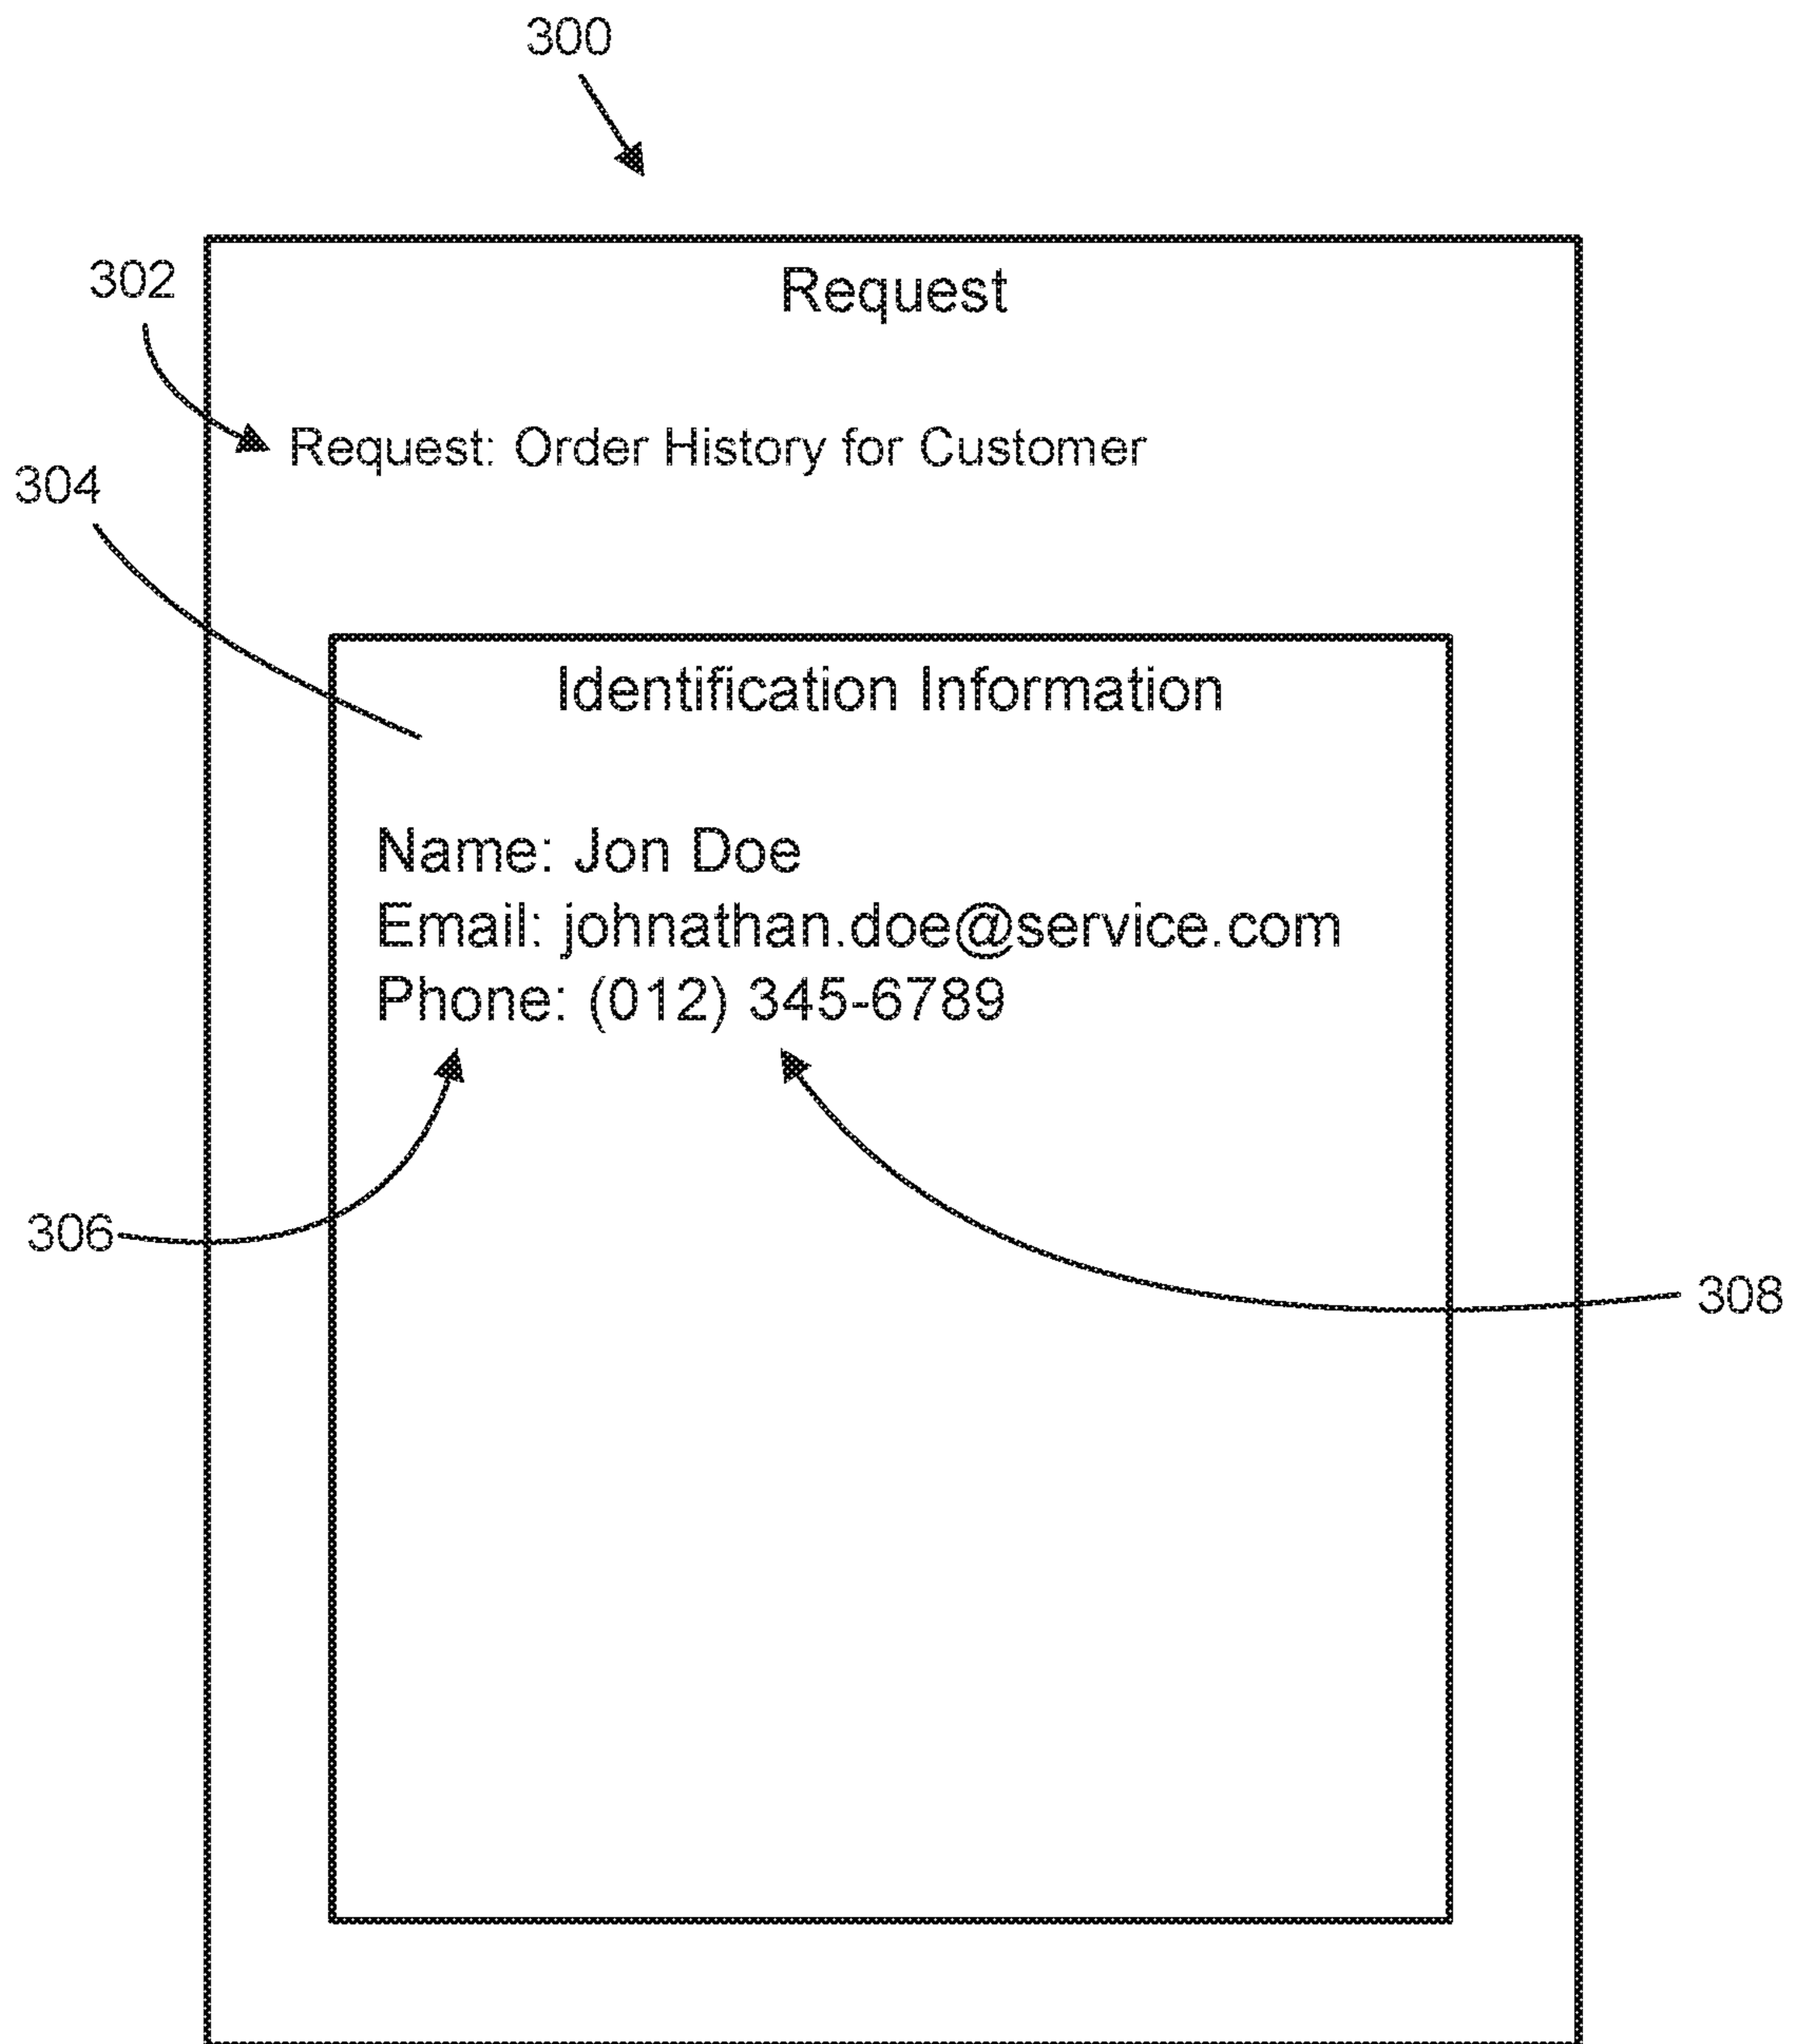 300
302
Request
Request: Order History for Customer
304
Identification Information
Name: Jon Doe
Email: johnathan.doe@service.com
Phone: (012) 345-6789
306
308